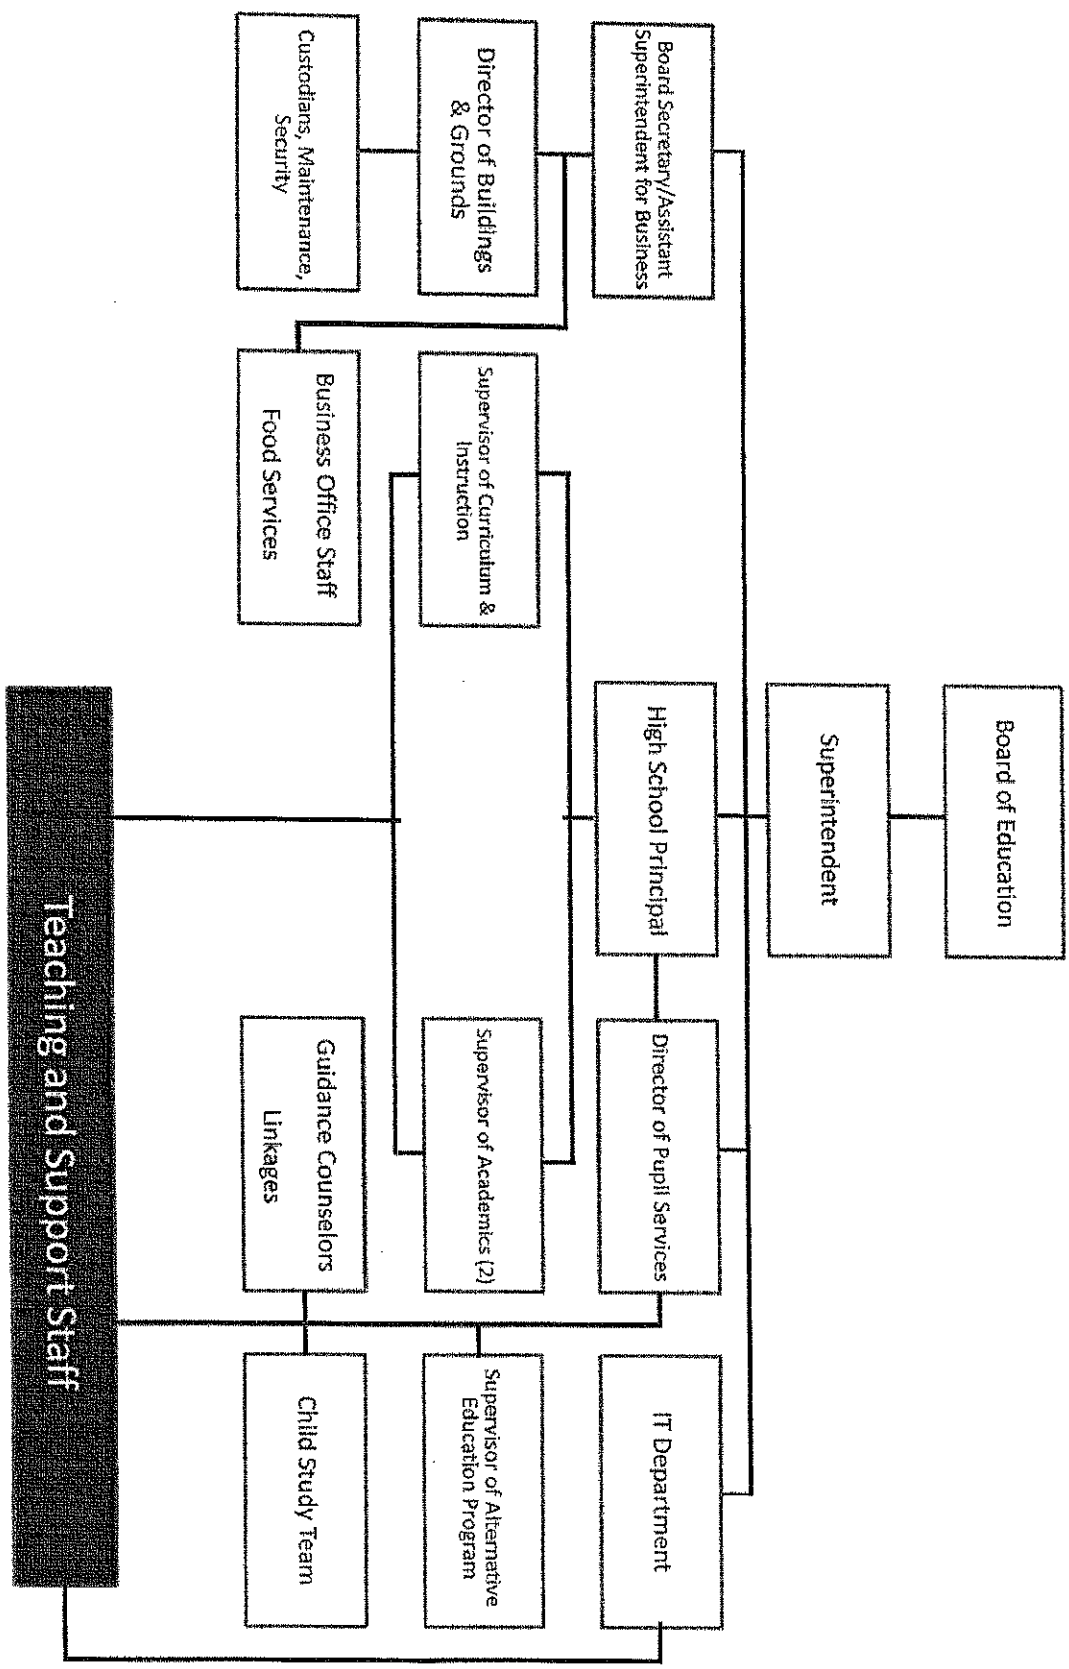 Board of Education
Superintendent
Board Secretary/Assistant
Superintendent for Business
High School Principal
Director of Pupil Services
IT Department
Director of Buildings
& Grounds
Supervisor of Curriculum &
Instruction
Supervisor of Academics (2)
Supervisor of Alternative
Education Program
Custodians, Maintenance,
Security
Business Office Staff
Food Services
Guidance Counselors
Linkages
Child Study Team
Teaching and Support Staff